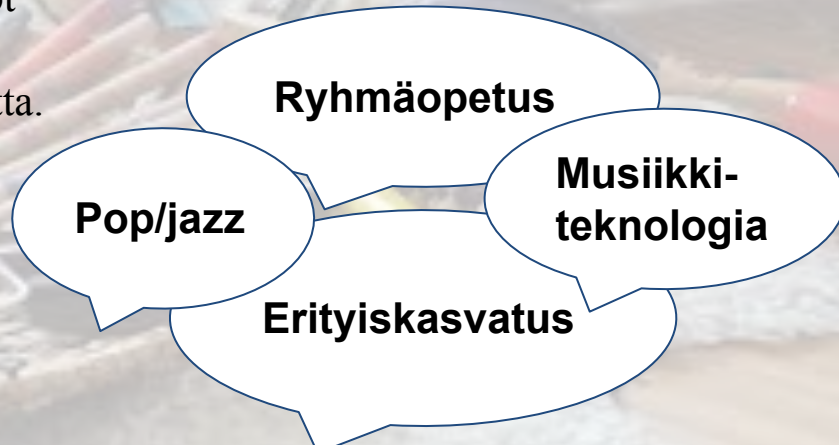 Ryhmäopetus
Musiikki-
teknologia
Pop/jazz
Erityiskasvatus